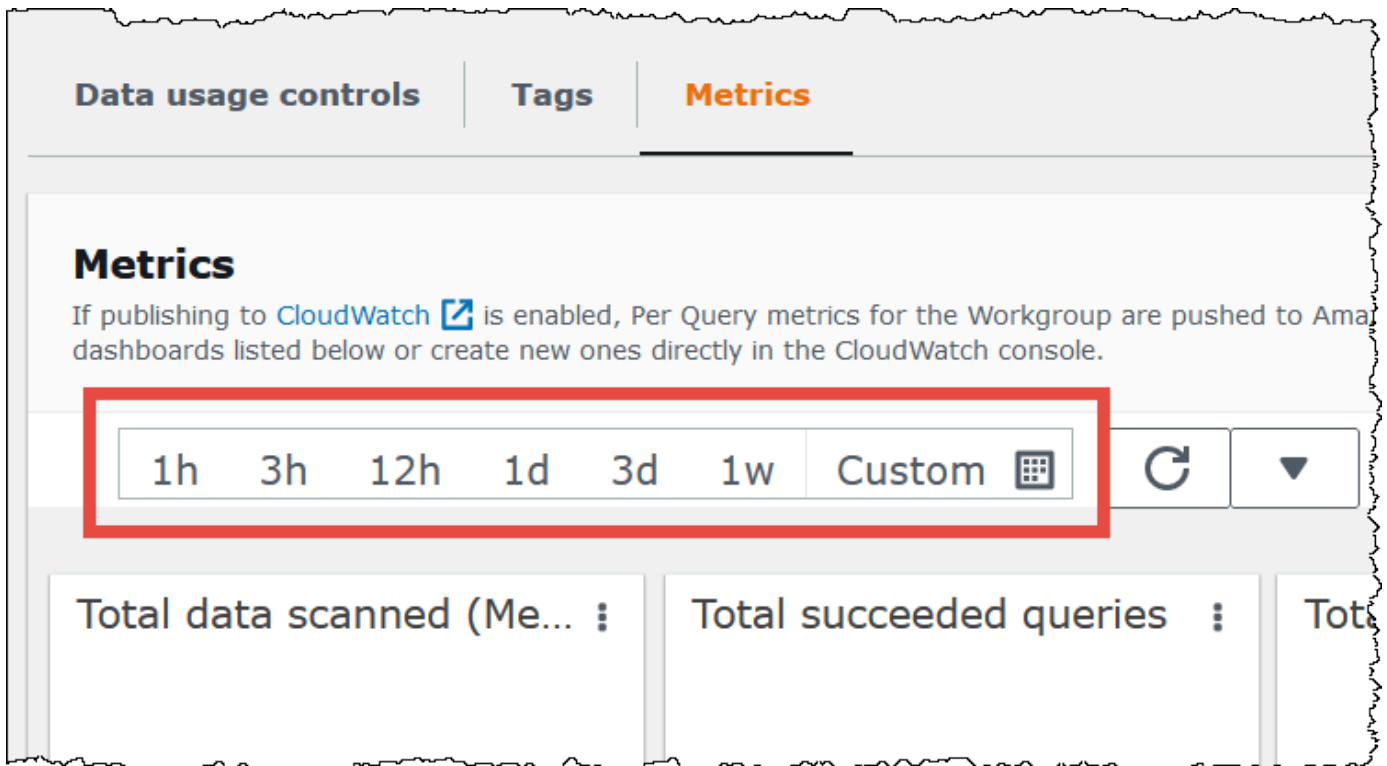 Data usage controls Tags Metrics
Metrics
If publishing to CloudWatch is enabled, Per Query metrics for the Workgroup are pushed to Ama
dashboards listed below or create new ones directly in the CloudWatch console.
1h 3h 12h 1d 3d 1w Custom
Total data scanned (Me... Total succeeded queries Tota